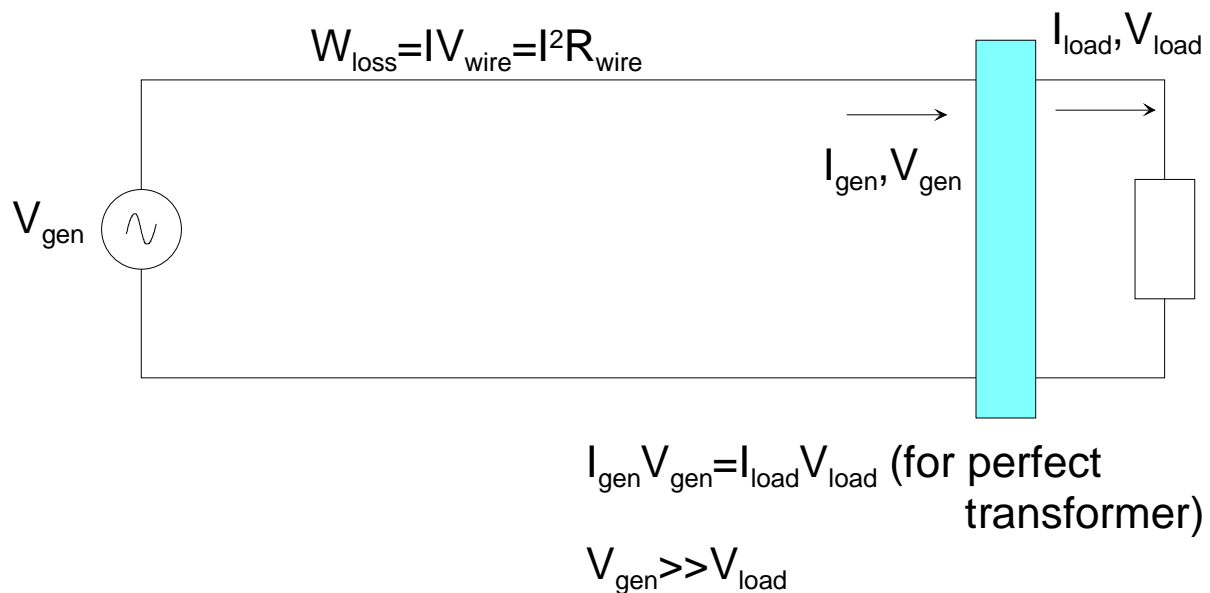 W_loss=IV_wire=I²R_wire
I_load,V_load
I_gen,V_gen
V_gen
I_genV_gen=I_loadV_load (for perfect
transformer)
V_gen>>V_load